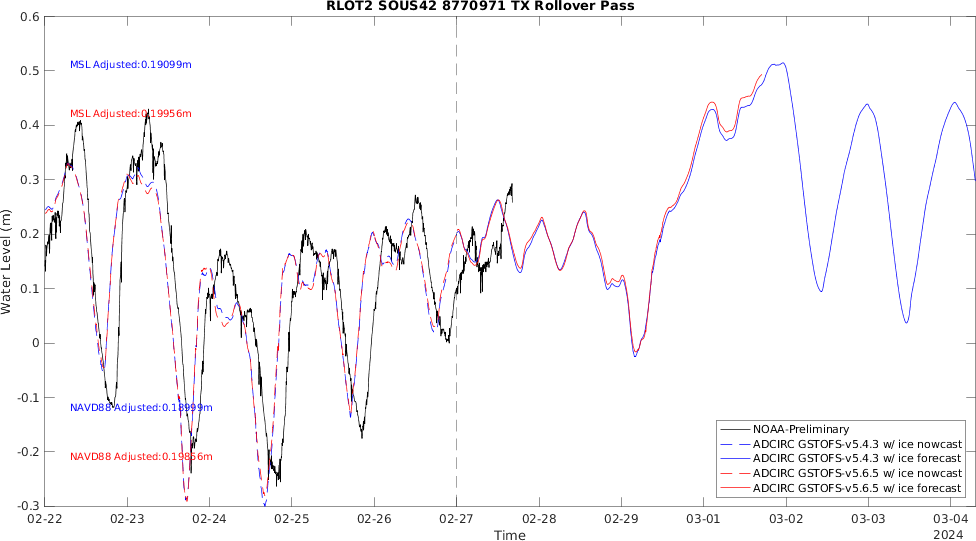 RLOT2 SOUS42 8770971 TX Rollover Pass
Water Level (m)
0.6
0.5
0.4
0.3
0.2
0.1
0
-0.1
-0.2
-0.3
MSL Adjusted:0.19099m
MSL Adjusted:0.19956m
NAVD88 Adjusted:0.18999m
NAVD88 Adjusted:0.19856m
NOAA-Preliminary
ADCIRC GSTOFS-v5.4.3 w/ ice nowcast
ADCIRC GSTOFS-v5.4.3 w/ ice forecast
ADCIRC GSTOFS-v5.6.5 w/ ice nowcast
ADCIRC GSTOFS-v5.6.5 w/ ice forecast
02-22 02-23 02-24 02-25 02-26 02-27 02-28 02-29 03-01 03-02 03-03 03-04
Time
2024